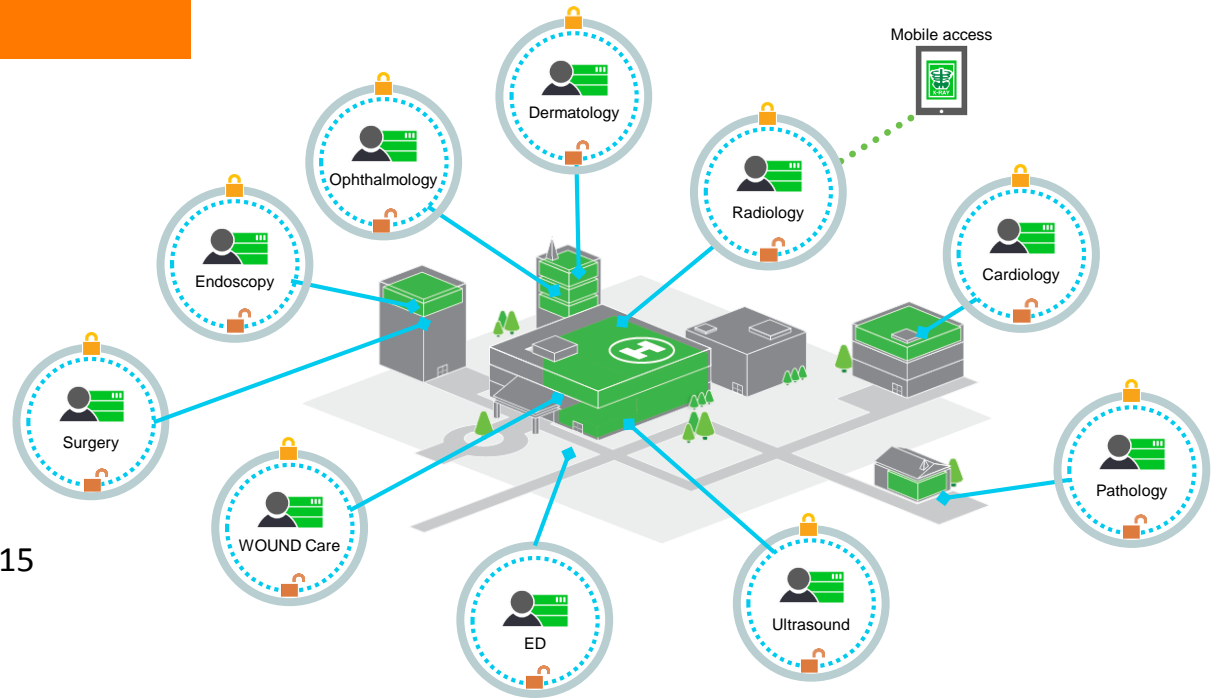 Mobile access
X-RAY
Dermatology
Ophthalmology
Radiology
Endoscopy
Cardiology
H
Surgery
Pathology
WOUND Care
15
Ultrasound
ED